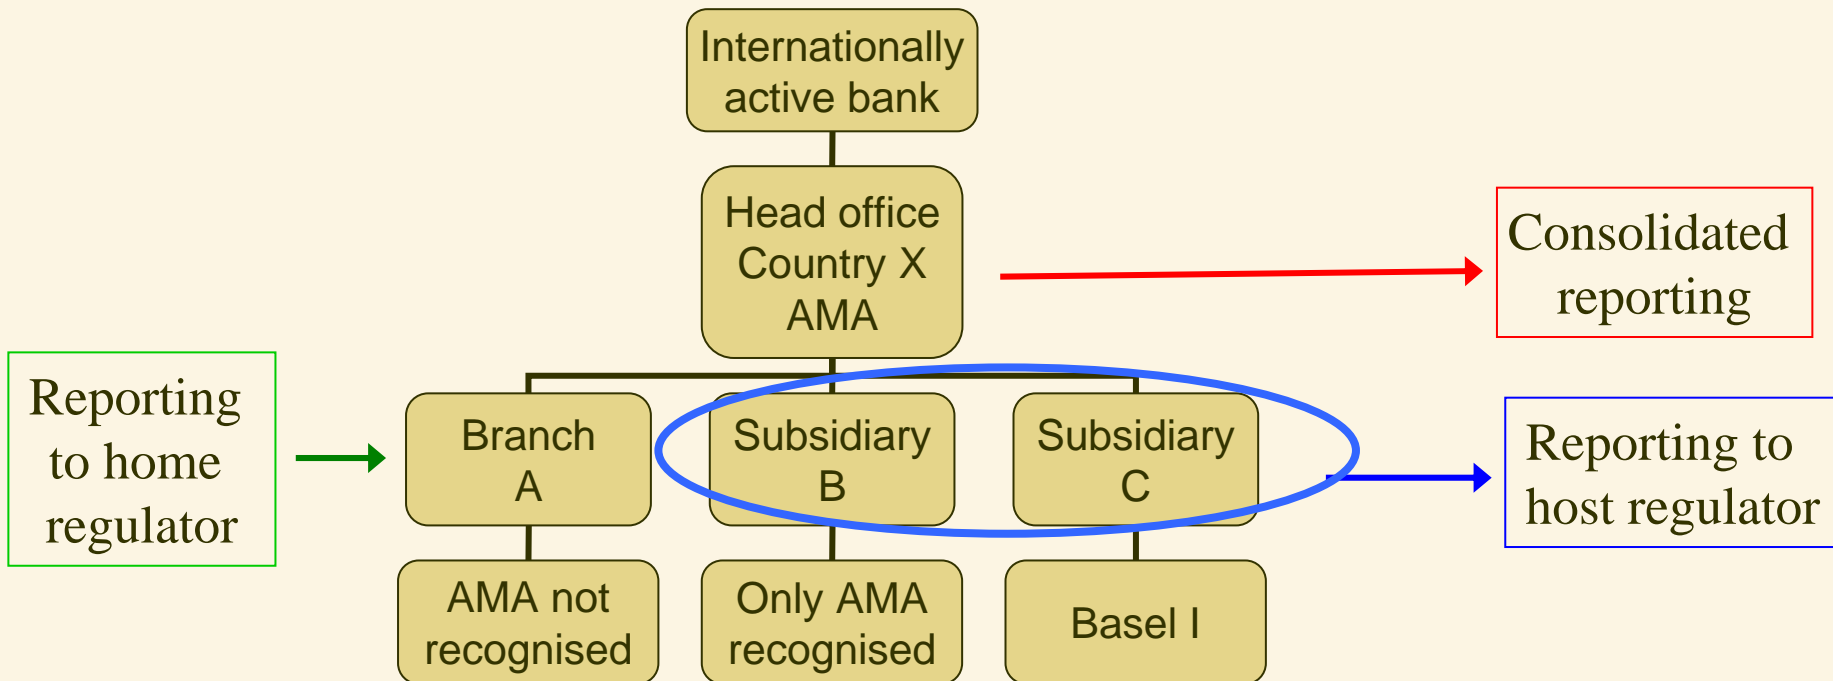 Internationally
active bank
Head office
Country X
AMA
Consolidated
reporting
Reporting
to home
regulator
Branch
A
Subsidiary
B
Subsidiary
C
Reporting to
host regulator
AMA not
recognised
Only AMA
recognised
Basel I